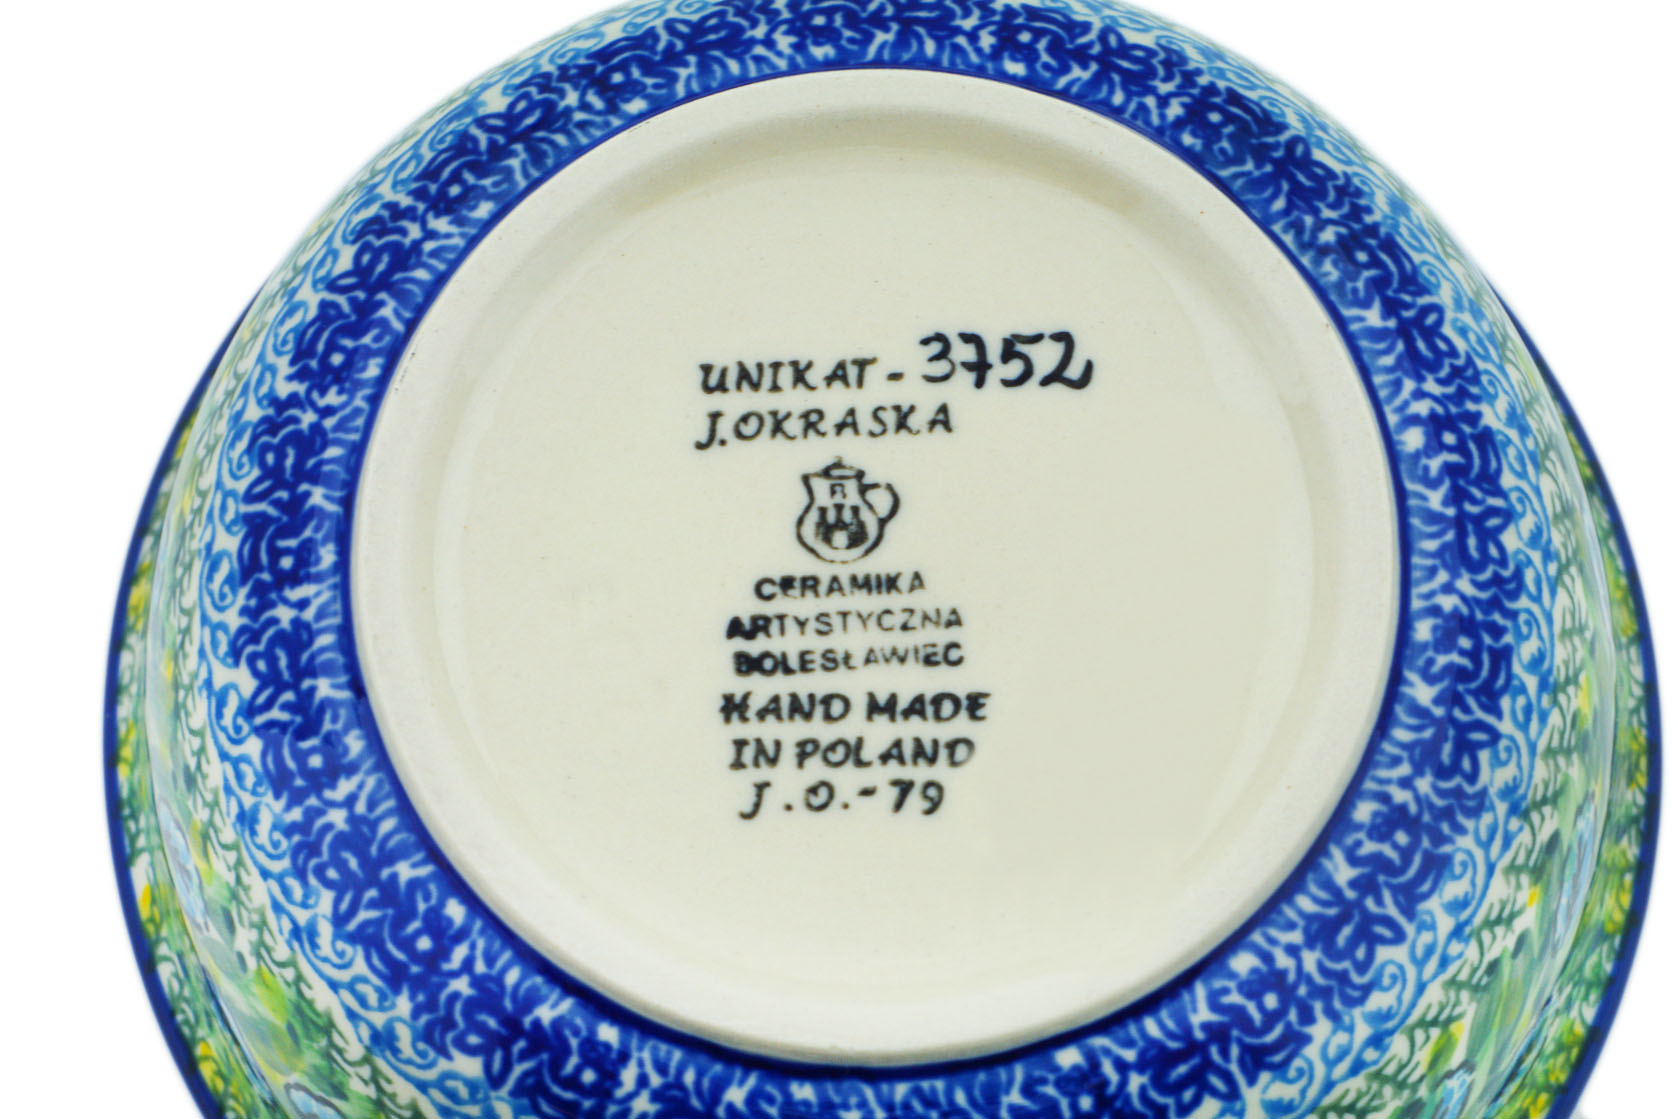 UNIKAT - 3752
J. OKRASKA
CERAMIKA
ARTYSTYCZNA
BOLESŁAWIEC
HAND MADE
IN POLAND
J.O.-79